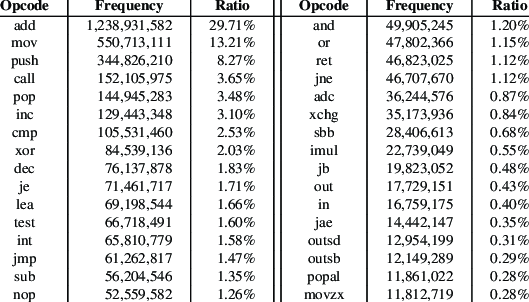 Opcode Frequency Ratio Opcode Frequency Ratio
add 1,238,931,582 29.71% and 49,905,245 1.20%
mov 550,713,111 13.21% or 47,802,366 1.15%
push 344,826,210 8.27% ret 46,823,025 1.12%
call 152,105,975 3.65% jne 46,707,670 1.12%
pop 144,945,283 3.48% adc 36,244,576 0.87%
inc 129,443,348 3.10% xchg 35,173,936 0.84%
cmp 105,531,460 2.53% sbb 28,406,613 0.68%
xor 84,539,136 2.03% imul 22,739,049 0.55%
dec 76,137,878 1.83% jb 19,823,052 0.48%
je 71,461,717 1.71% out 17,729,151 0.43%
lea 69,198,544 1.66% in 16,759,175 0.40%
test 66,718,491 1.60% jae 14,442,147 0.35%
int 65,810,779 1.58% outsd 12,954,199 0.31%
jmp 61,262,817 1.47% outsb 12,149,289 0.29%
sub 56,204,546 1.35% popal 11,861,022 0.28%
nop 52,559,582 1.26% movzx 11,812,719 0.28%